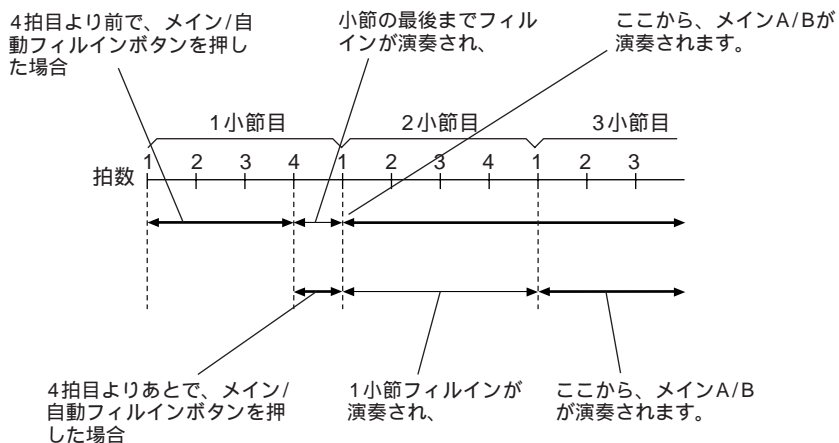 4拍目より前で、メイン/自
動フィルインボタンを押し
た場合
小節の最後までフィル
インが演奏され、
ここから、メインA/Bが
演奏されます。
1小節目 2小節目 3小節目
拍数 1 2 3 4 1 2 3 4 1 2 3
4拍目よりあとで、メイン/
自動フィルインボタンを押
した場合
1小節フィルインが
演奏され、
ここから、メインA/B
が演奏されます。